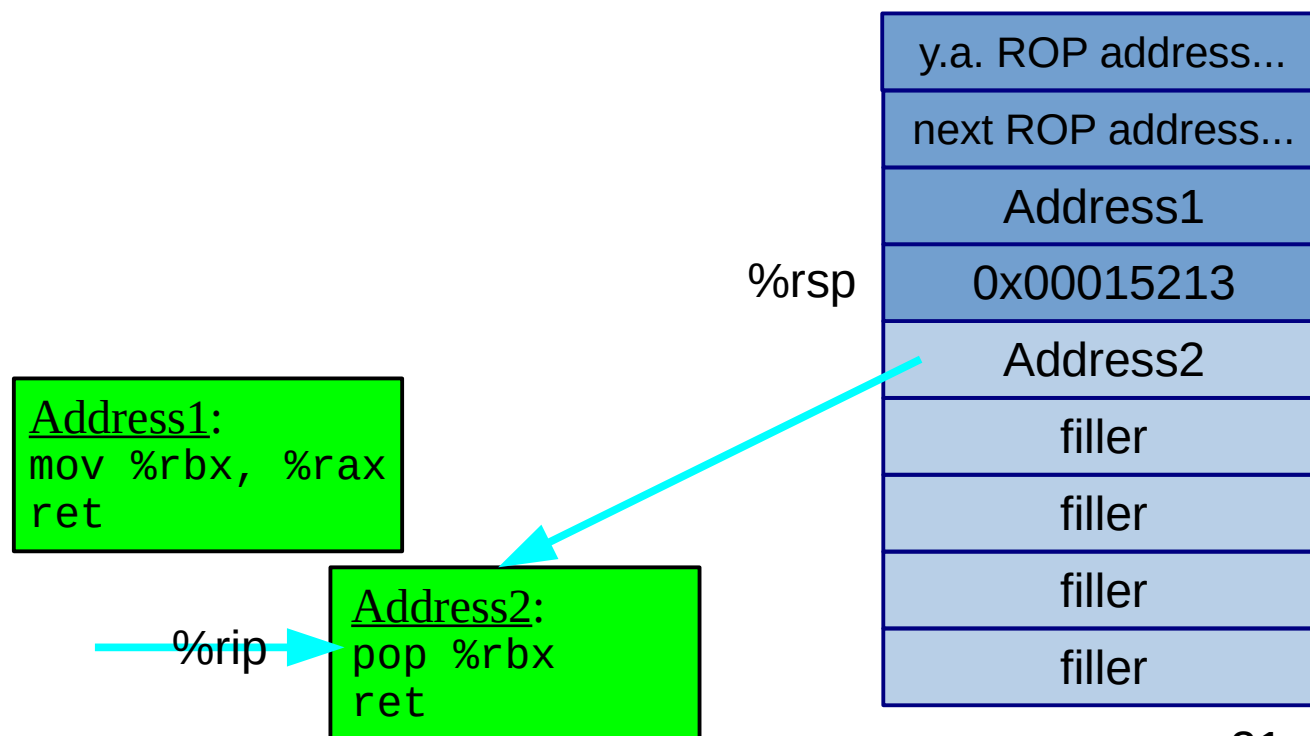 y.a. ROP address...
next ROP address...
Address1
%rsp
0x00015213
Address2
filler
filler
filler
filler
Address1:
mov %rbx, %rax
ret
%rip
Address2:
pop %rbx
ret